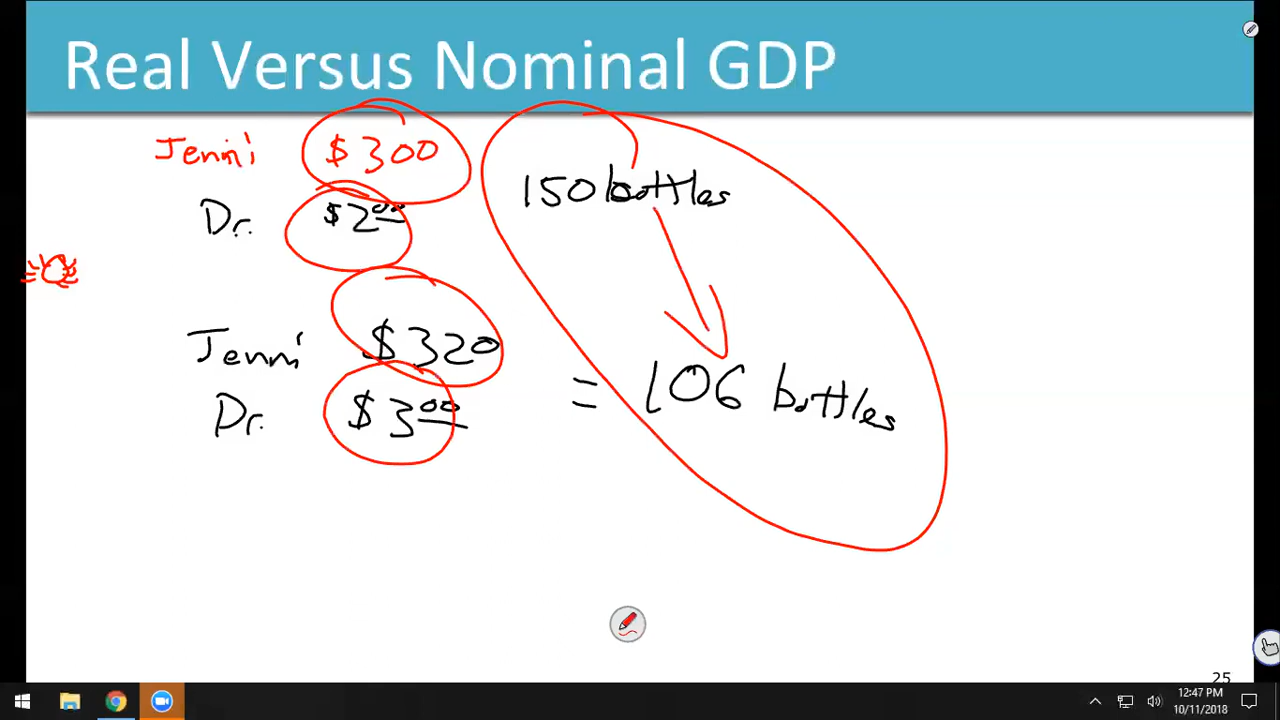 Real Versus Nominal GDP
Jenni $300
150 bottles
Dr. $2.00
Jenni $320
= 106 bottles
Dr. $3.00
25
12:47 PM
10/11/2018